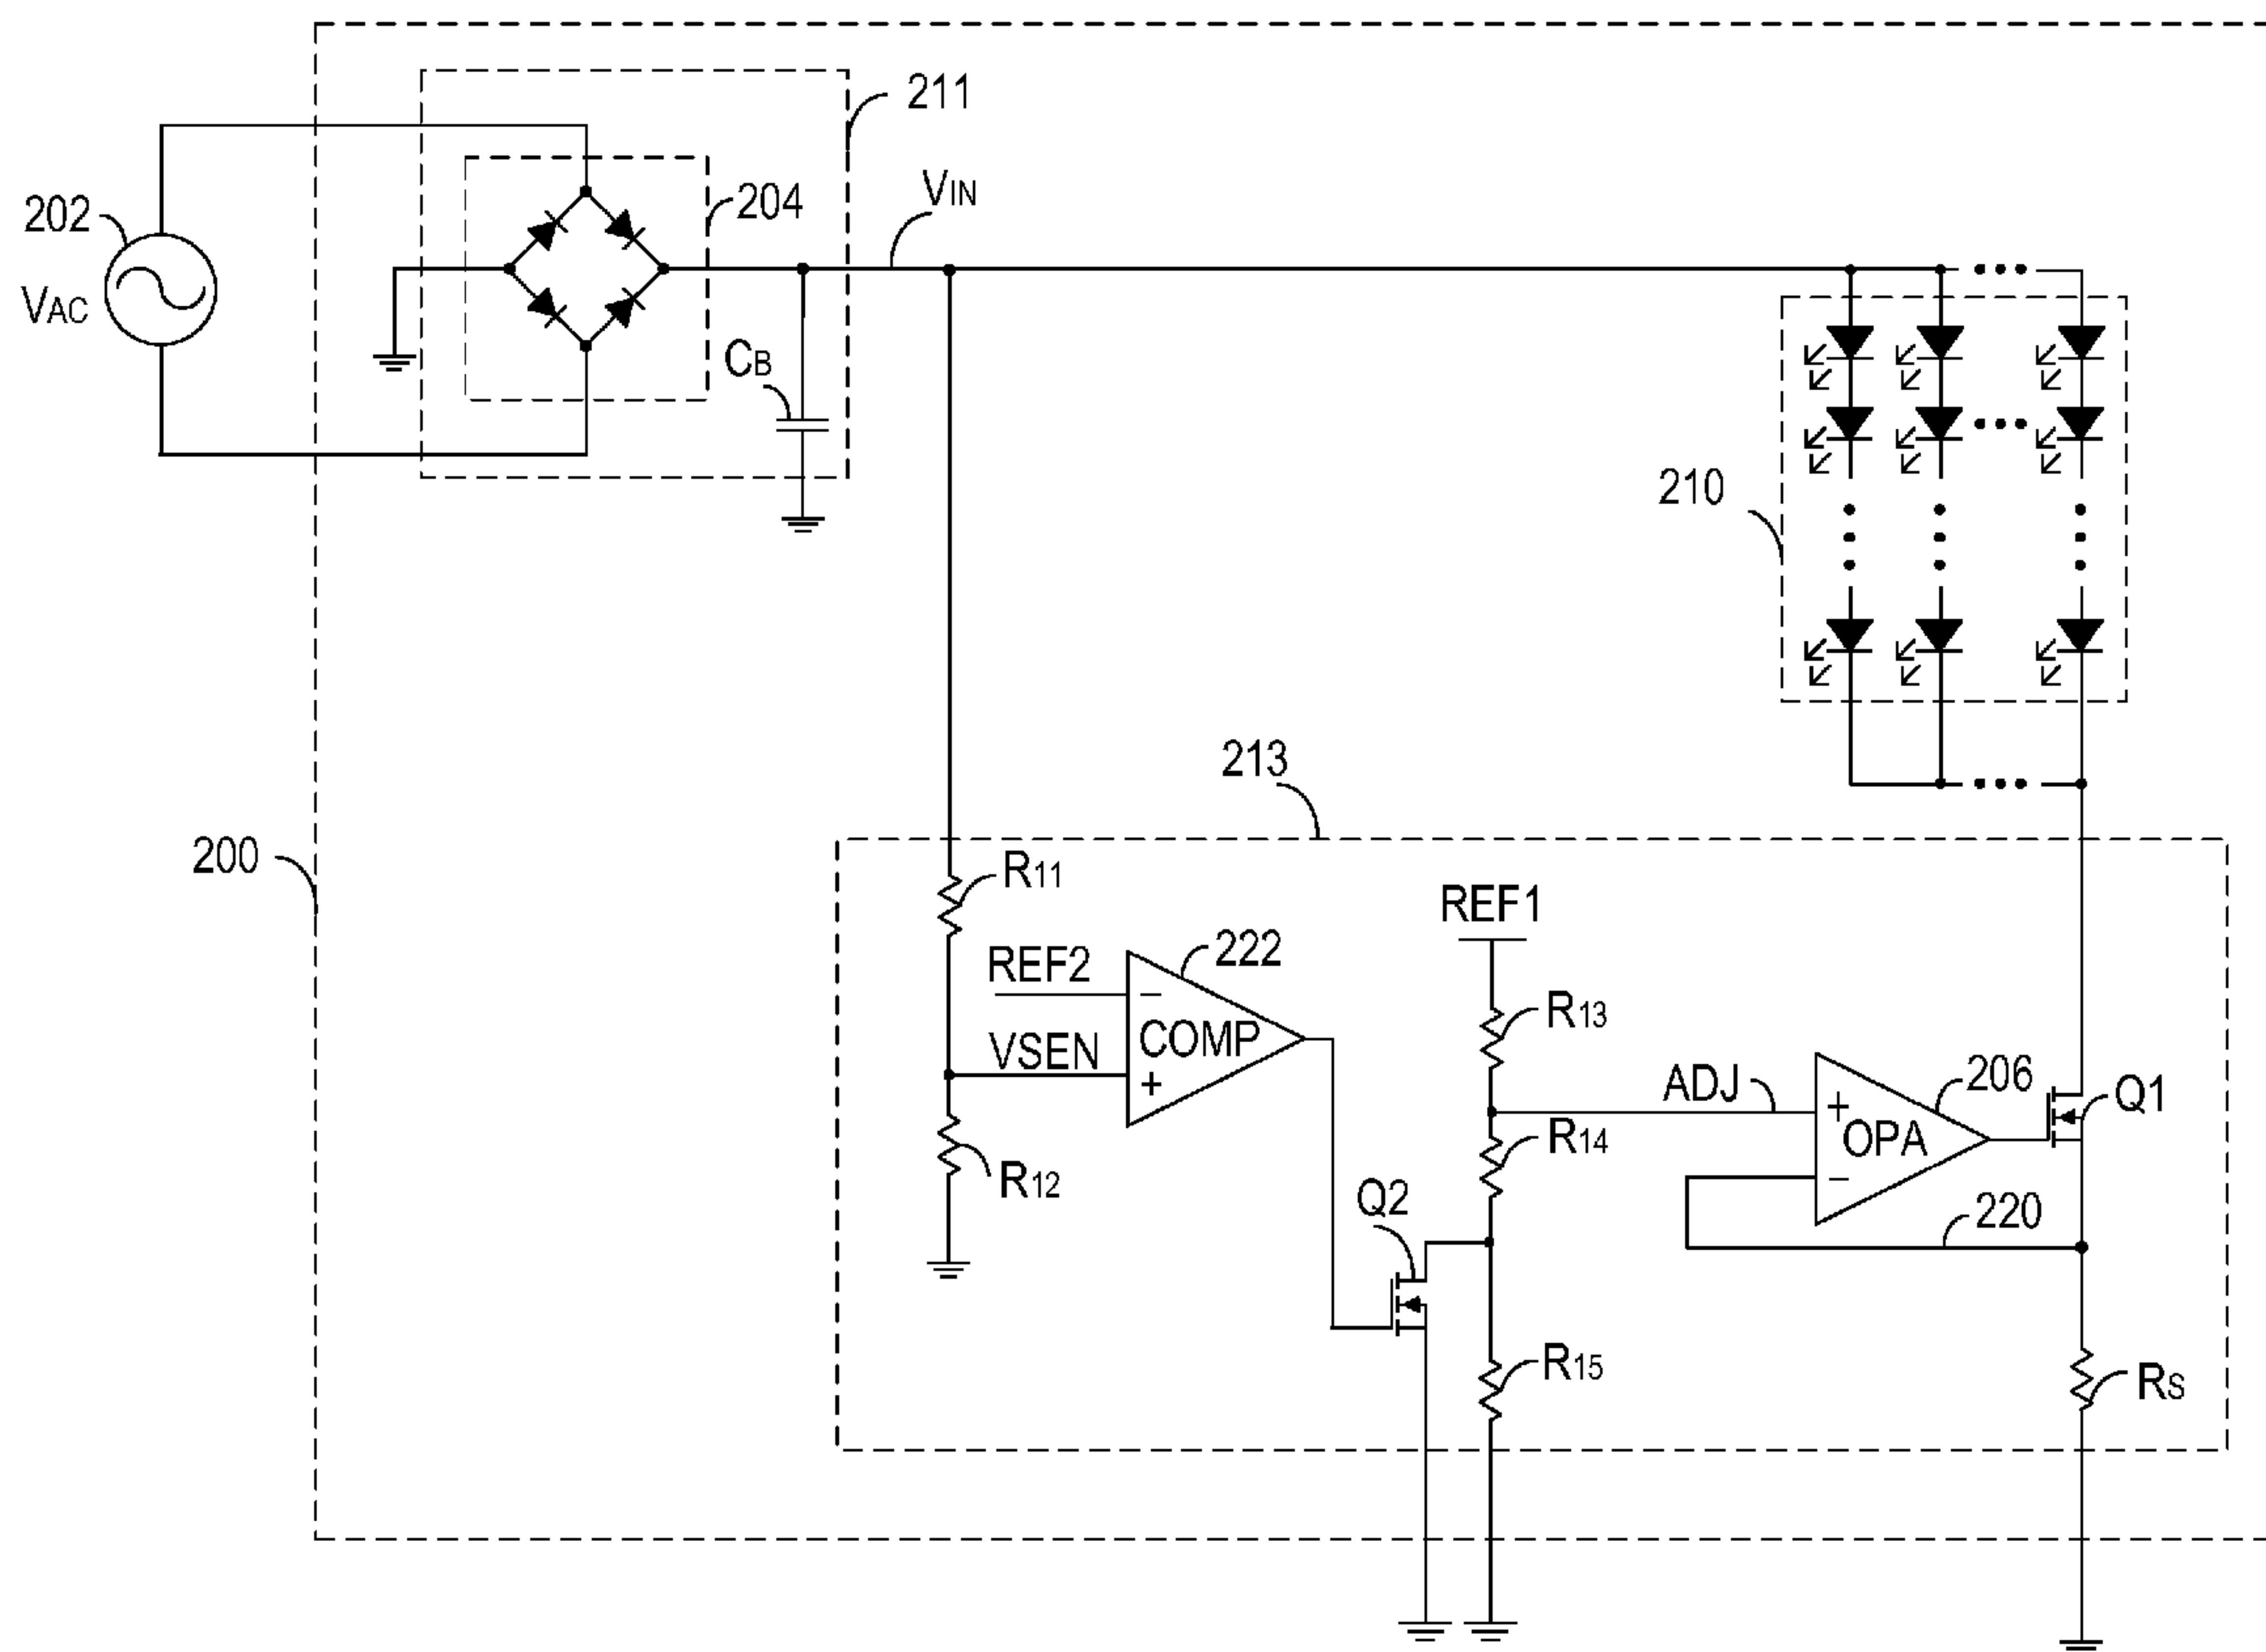 211
204
VIN
202
VAC
CB
210
213
200
R11
REF1
REF2
222
R13
VSEN
COMP
+
−
ADJ
206
Q1
+
OPA
−
R14
R12
Q2
220
R15
RS